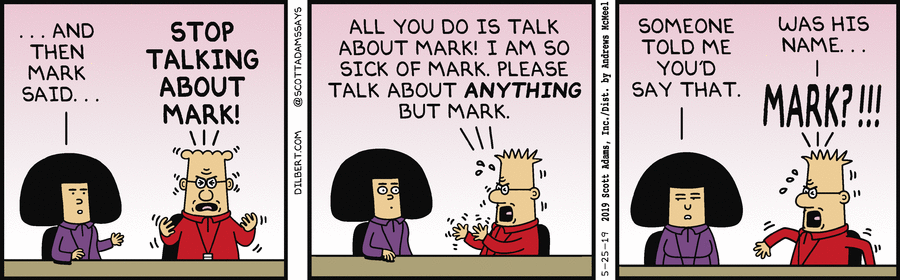 . . . AND
THEN
MARK
SAID. . .
STOP
TALKING
ABOUT
MARK!
DILBERT.COM @SCOTTADAMSSAYS
ALL YOU DO IS TALK
ABOUT MARK! I AM SO
SICK OF MARK. PLEASE
TALK ABOUT ANYTHING
BUT MARK.
5-25-19 2019 Scott Adams, Inc./Dist. by Andrews McMeel
SOMEONE
TOLD ME
YOU'D
SAY THAT.
WAS HIS
NAME. . .
MARK?!!!